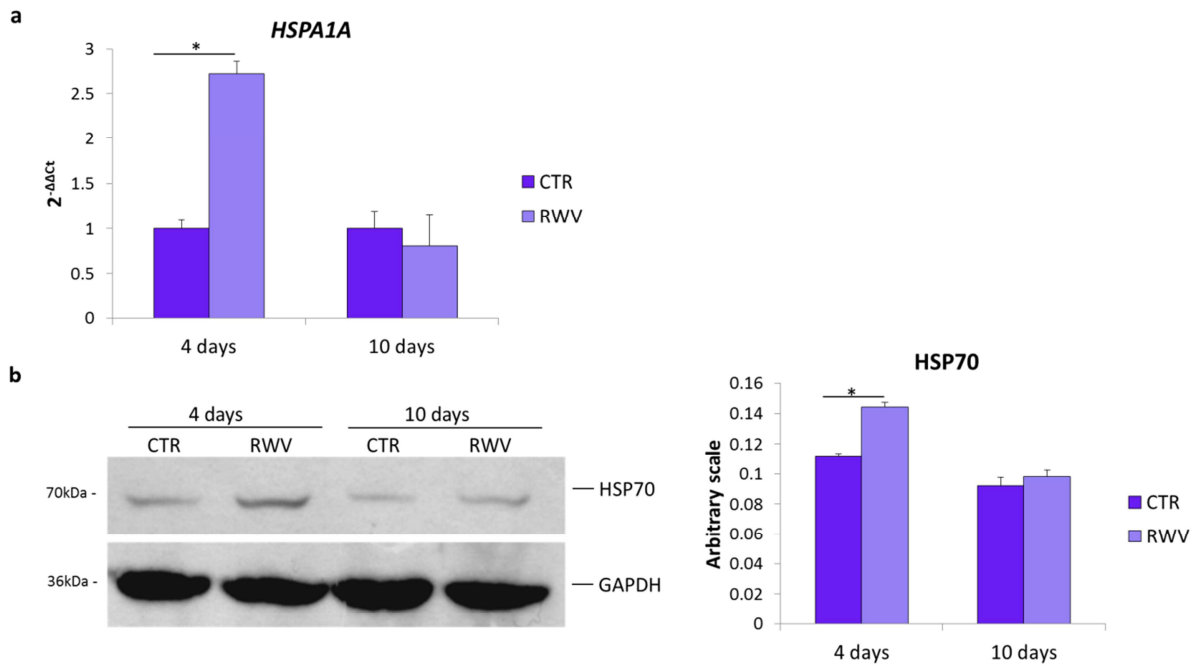 a
HSPA1A
*
3
2.5
2
1.5
1
0.5
0
2^-ΔΔCt
4 days
10 days
CTR
RWV
b
4 days
10 days
CTR
RWV
CTR
RWV
70kDa -
HSP70
36kDa -
GAPDH
HSP70
*
0.16
0.14
0.12
0.1
0.08
0.06
0.04
0.02
0
Arbitrary scale
4 days
10 days
CTR
RWV